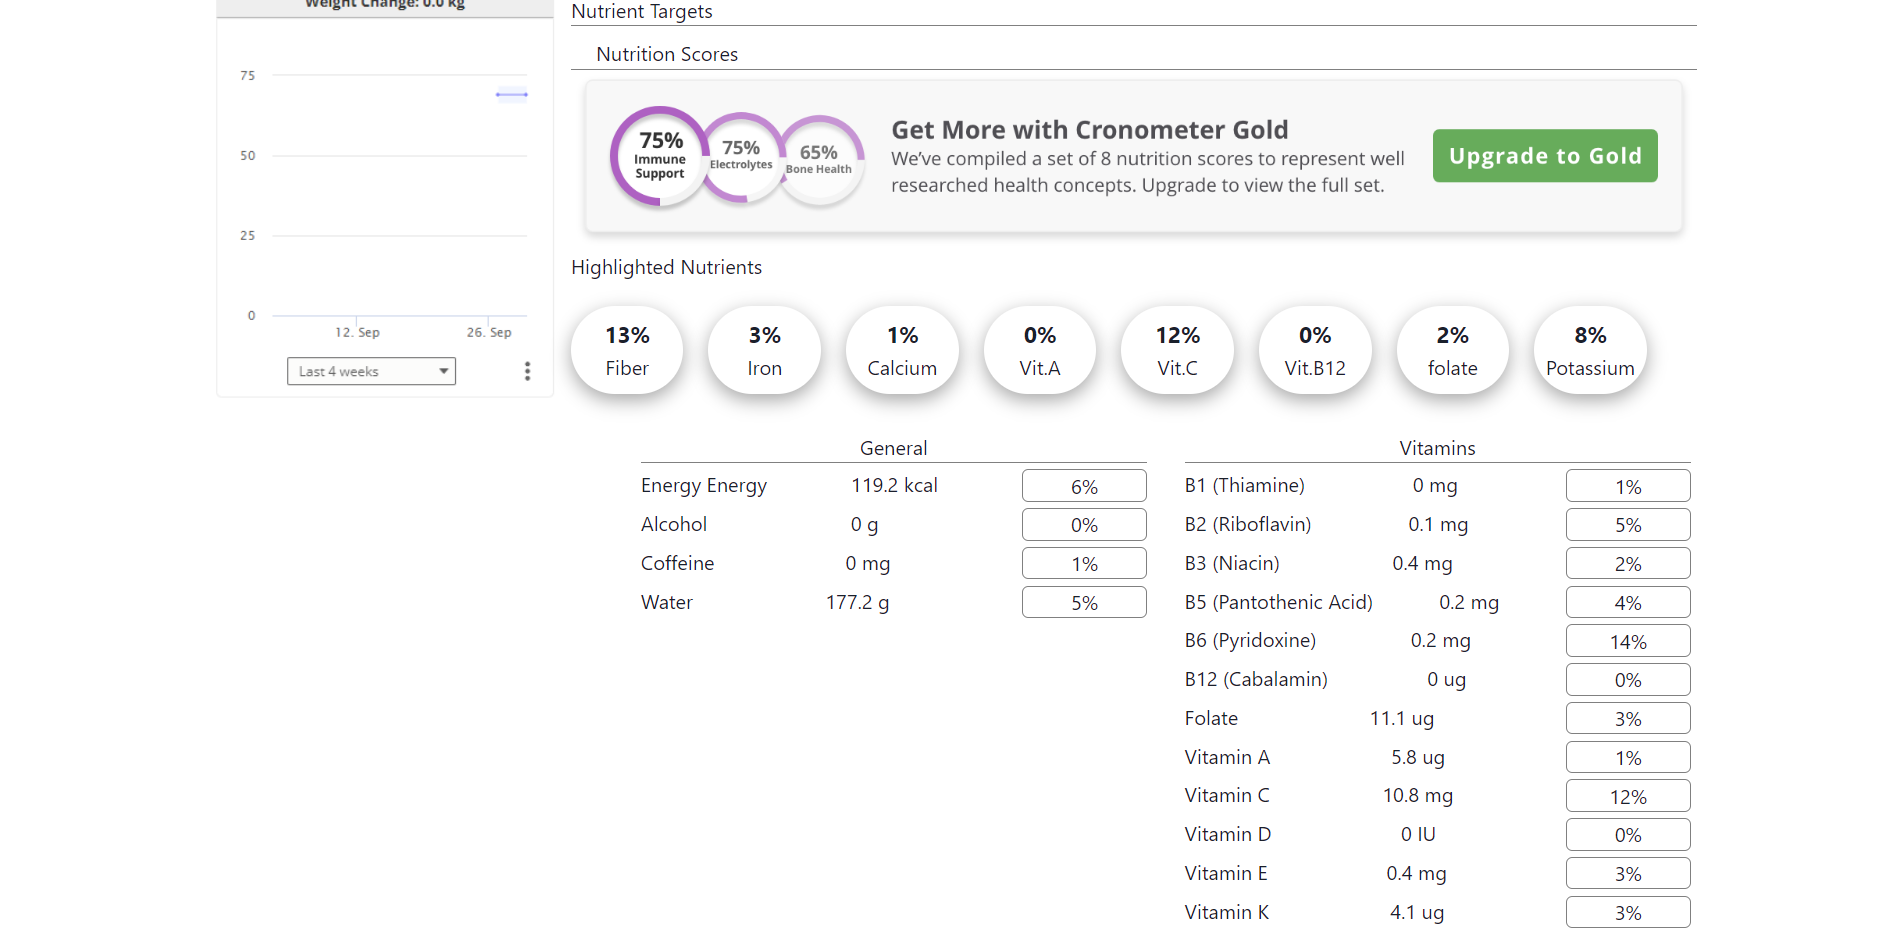 Weight Change: 0.0 kg
75
50
25
0
12. Sep
26. Sep
Last 4 weeks
Nutrient Targets
Nutrition Scores
75%
Immune
Support
75%
Electrolytes
65%
Bone Health
Get More with Cronometer Gold
We've compiled a set of 8 nutrition scores to represent well
researched health concepts. Upgrade to view the full set.
Upgrade to Gold
Highlighted Nutrients
13%
Fiber
3%
Iron
1%
Calcium
0%
Vit.A
12%
Vit.C
0%
Vit.B12
2%
folate
8%
Potassium
General
Energy Energy 119.2 kcal 6%
Alcohol 0 g 0%
Coffeine 0 mg 1%
Water 177.2 g 5%
Vitamins
B1 (Thiamine) 0 mg 1%
B2 (Riboflavin) 0.1 mg 5%
B3 (Niacin) 0.4 mg 2%
B5 (Pantothenic Acid) 0.2 mg 4%
B6 (Pyridoxine) 0.2 mg 14%
B12 (Cabalamin) 0 ug 0%
Folate 11.1 ug 3%
Vitamin A 5.8 ug 1%
Vitamin C 10.8 mg 12%
Vitamin D 0 IU 0%
Vitamin E 0.4 mg 3%
Vitamin K 4.1 ug 3%